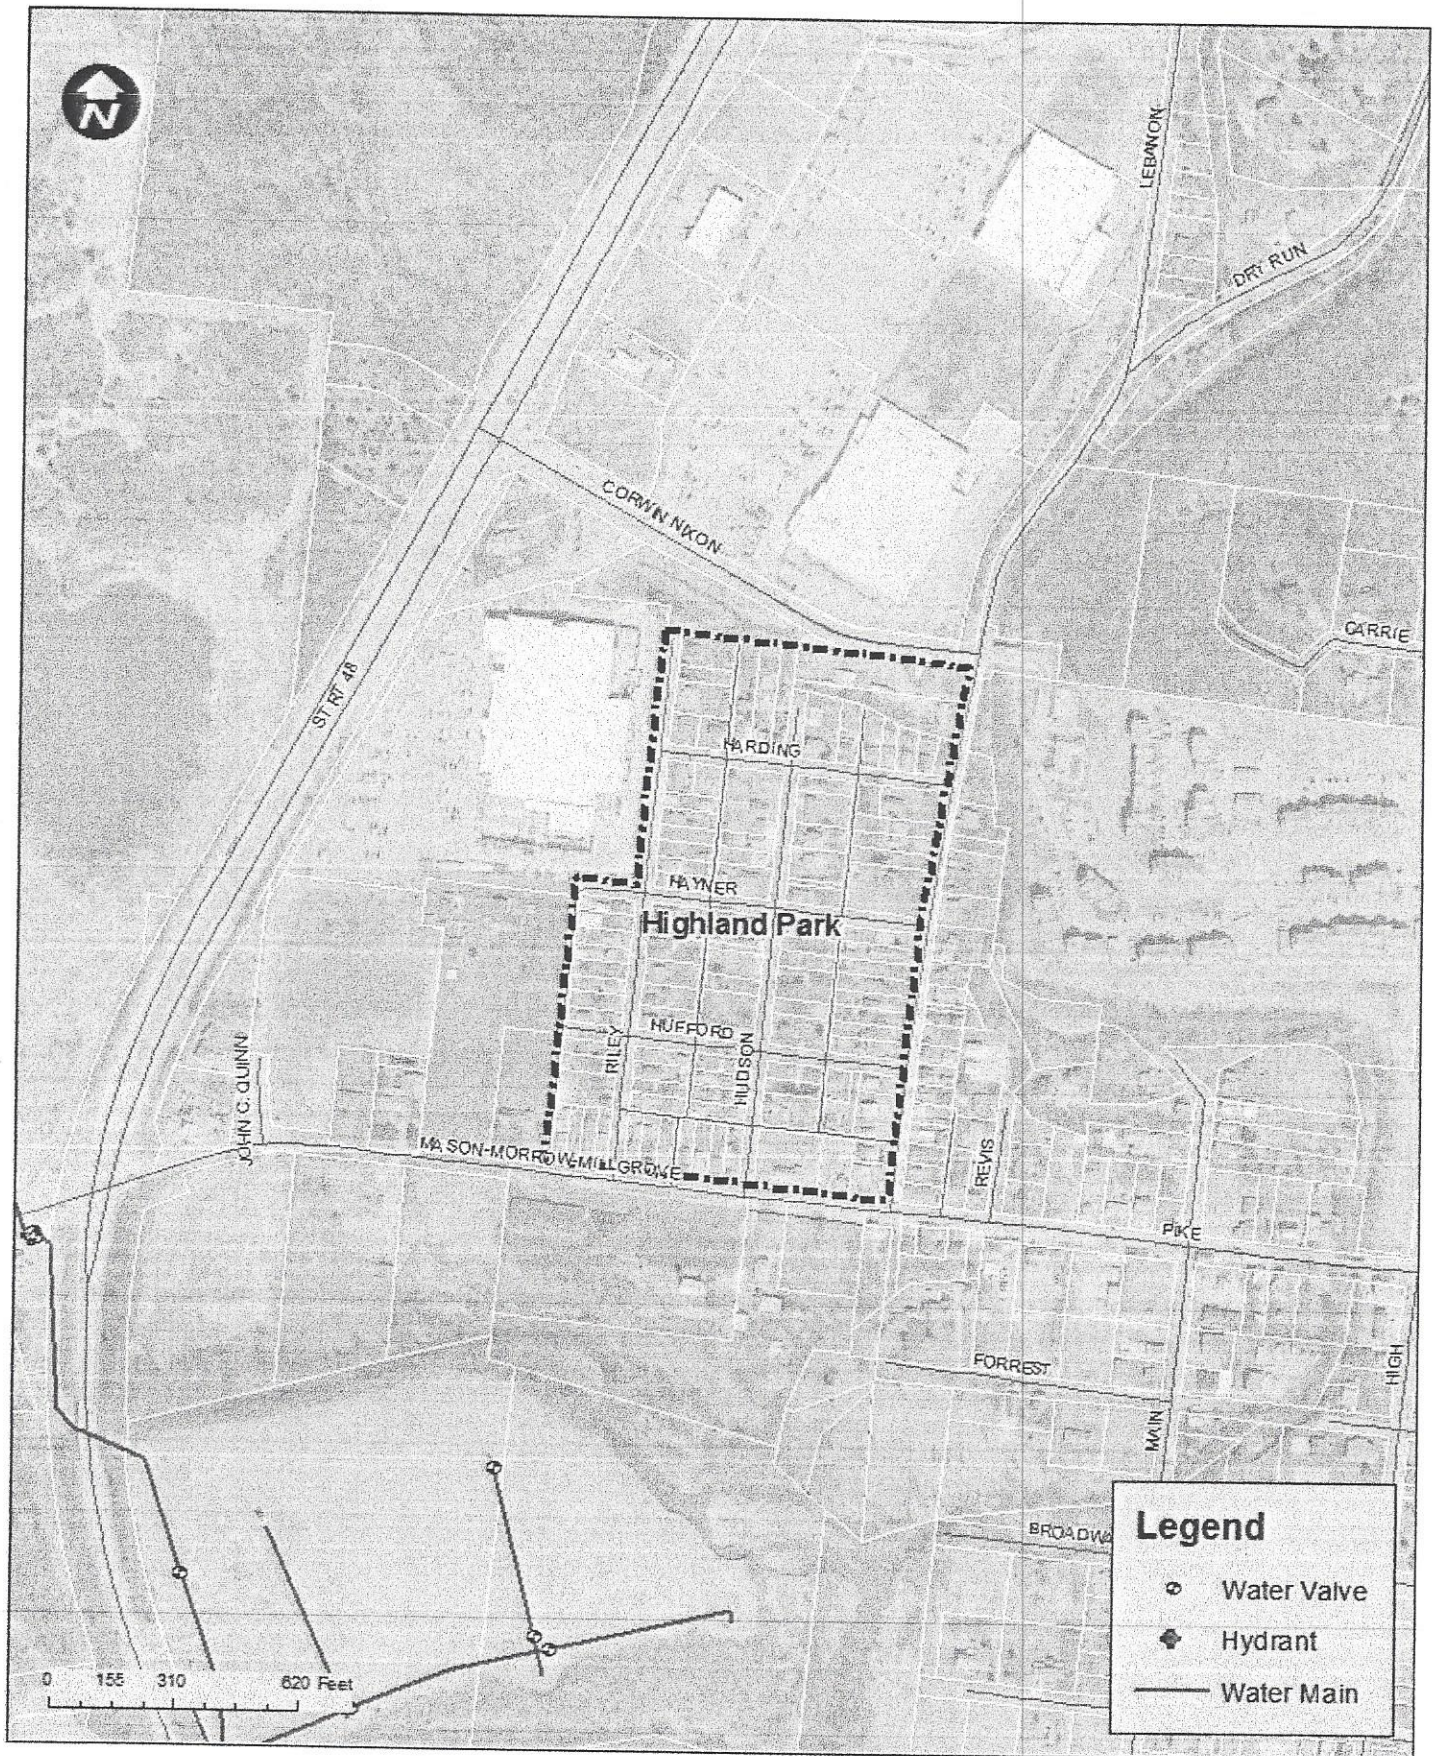 N
LEBANON
DRY RUN
CORWIN NIXON
CARRIE
ST RT 48
HARDING
HAYNER
Highland Park
HUFFORD
RILEY
HUDSON
JOHN C. QUINN
MASON-MORROW-MILLGROVE
REVIS
PIKE
FORREST
HIGH
MAIN
BROADWA
Legend
Water Valve
Hydrant
Water Main
0 155 310 620 Feet